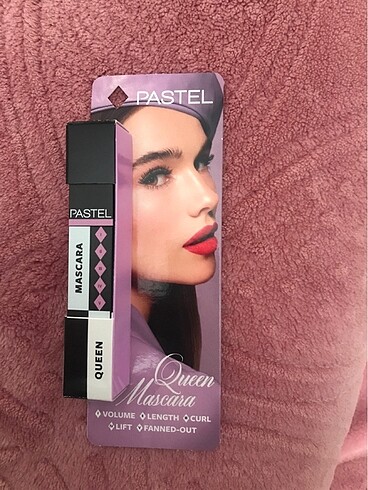 PASTEL
PASTEL
MASCARA
QUEEN
Queen
Mascara
VOLUME LENGTH CURL
LIFT FANNED-OUT